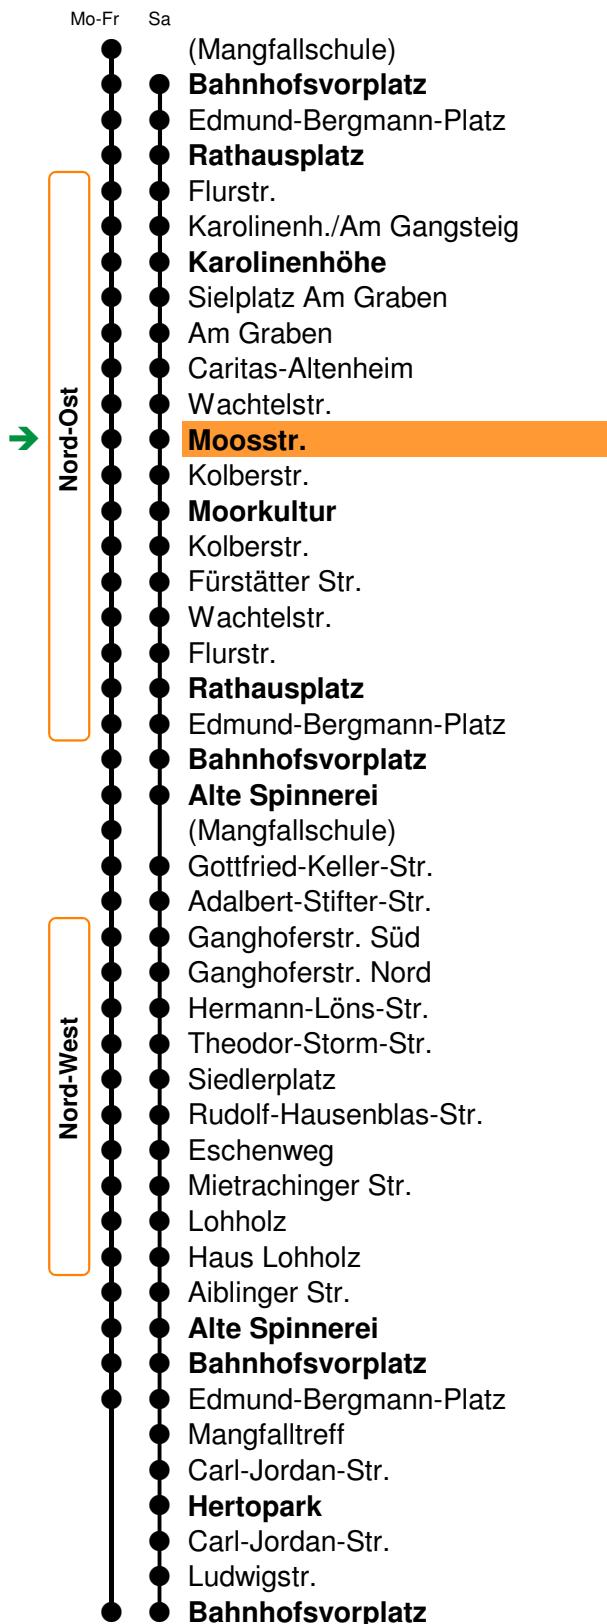 Mo-Fr Sa
(Mangfallschule)
Bahnhofsvorplatz
Edmund-Bergmann-Platz
Rathausplatz
Flurstr.
Karolinenh./Am Gangsteig
Karolinenhöhe
Sielplatz Am Graben
Am Graben
Caritas-Altenheim
Wachtelstr.
Nord-Ost
Moosstr.
Kolberstr.
Moorkultur
Kolberstr.
Fürstätter Str.
Wachtelstr.
Flurstr.
Rathausplatz
Edmund-Bergmann-Platz
Bahnhofsvorplatz
Alte Spinnerei
(Mangfallschule)
Gottfried-Keller-Str.
Adalbert-Stifter-Str.
Ganghoferstr. Süd
Ganghoferstr. Nord
Hermann-Löns-Str.
Theodor-Storm-Str.
Nord-West
Siedlerplatz
Rudolf-Hausenblas-Str.
Eschenweg
Mietrachinger Str.
Lohholz
Haus Lohholz
Aiblinger Str.
Alte Spinnerei
Bahnhofsvorplatz
Edmund-Bergmann-Platz
Mangfalltreff
Carl-Jordan-Str.
Hertopark
Carl-Jordan-Str.
Ludwigstr.
Bahnhofsvorplatz